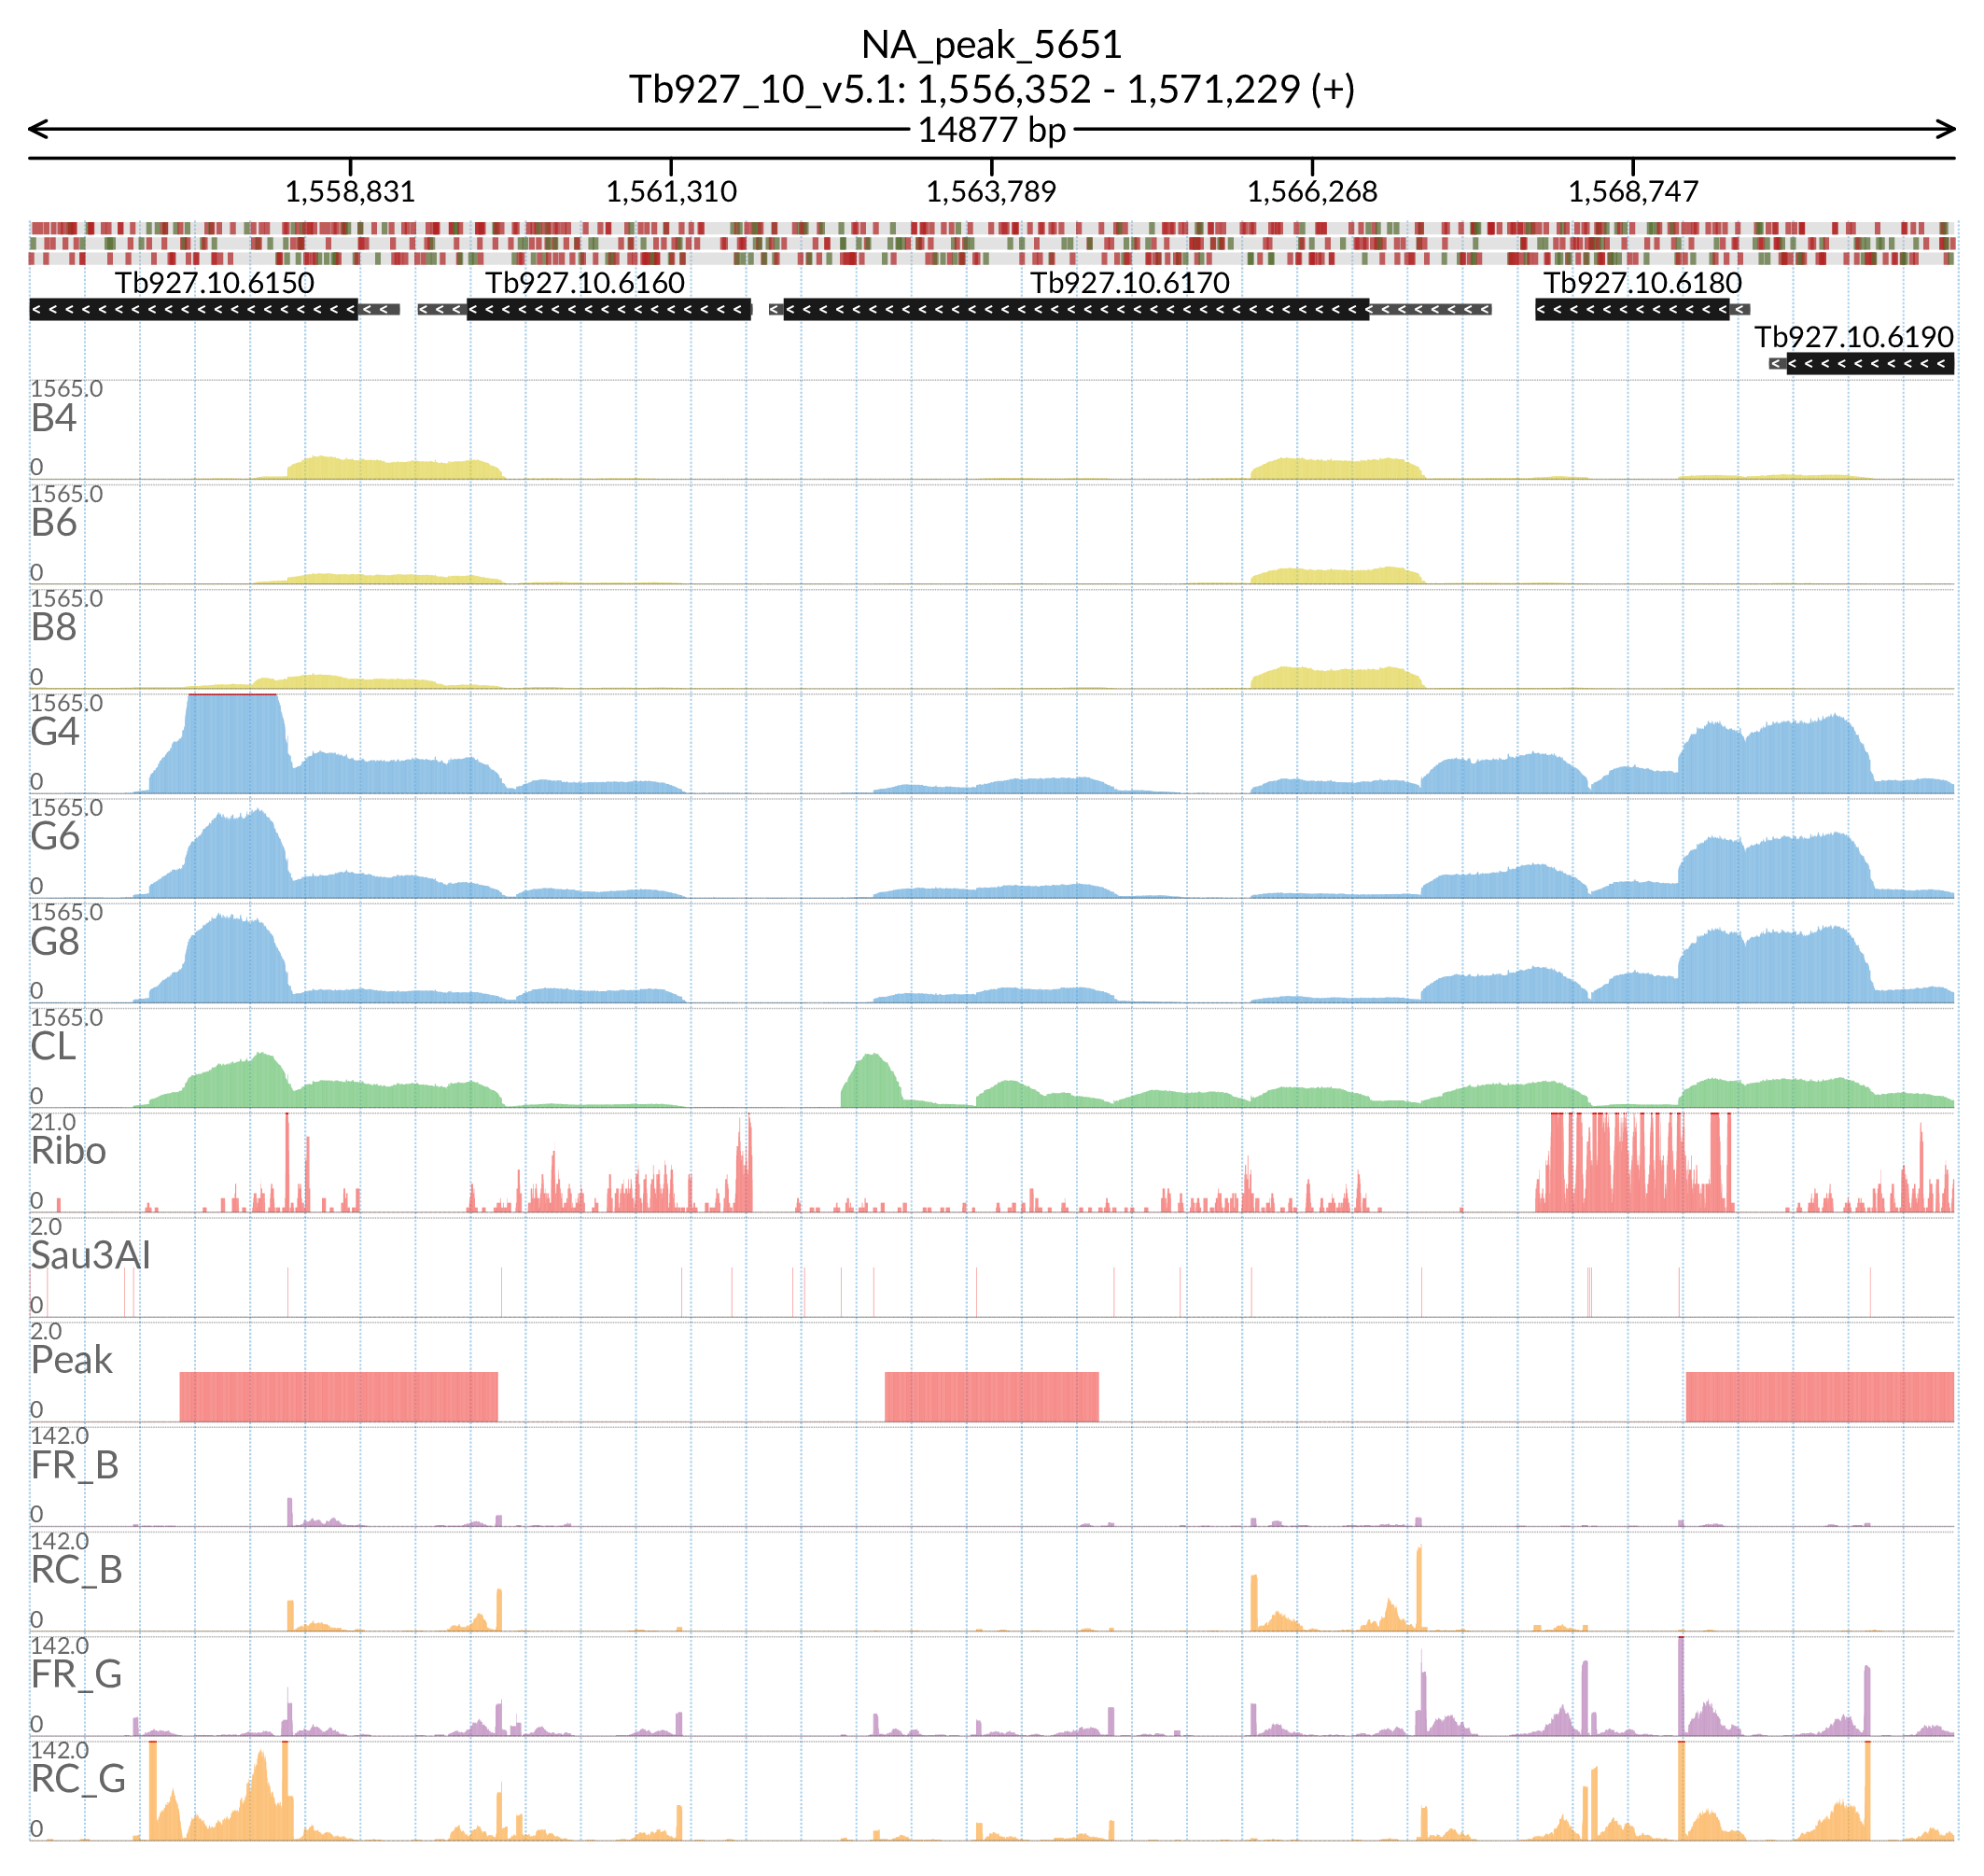 NA_peak_5651
Tb927_10_v5.1: 1,556,352 - 1,571,229 (+)
14877 bp
1,558,831 1,561,310 1,563,789 1,566,268 1,568,747
Tb927.10.6150 Tb927.10.6160 Tb927.10.6170 Tb927.10.6180
Tb927.10.6190
1565.0
B4
0
1565.0
B6
0
1565.0
B8
0
1565.0
G4
0
1565.0
G6
0
1565.0
G8
0
1565.0
CL
0
21.0
Ribo
0
2.0
Sau3AI
0
2.0
Peak
0
142.0
FR_B
0
142.0
RC_B
0
142.0
FR_G
0
142.0
RC_G
0